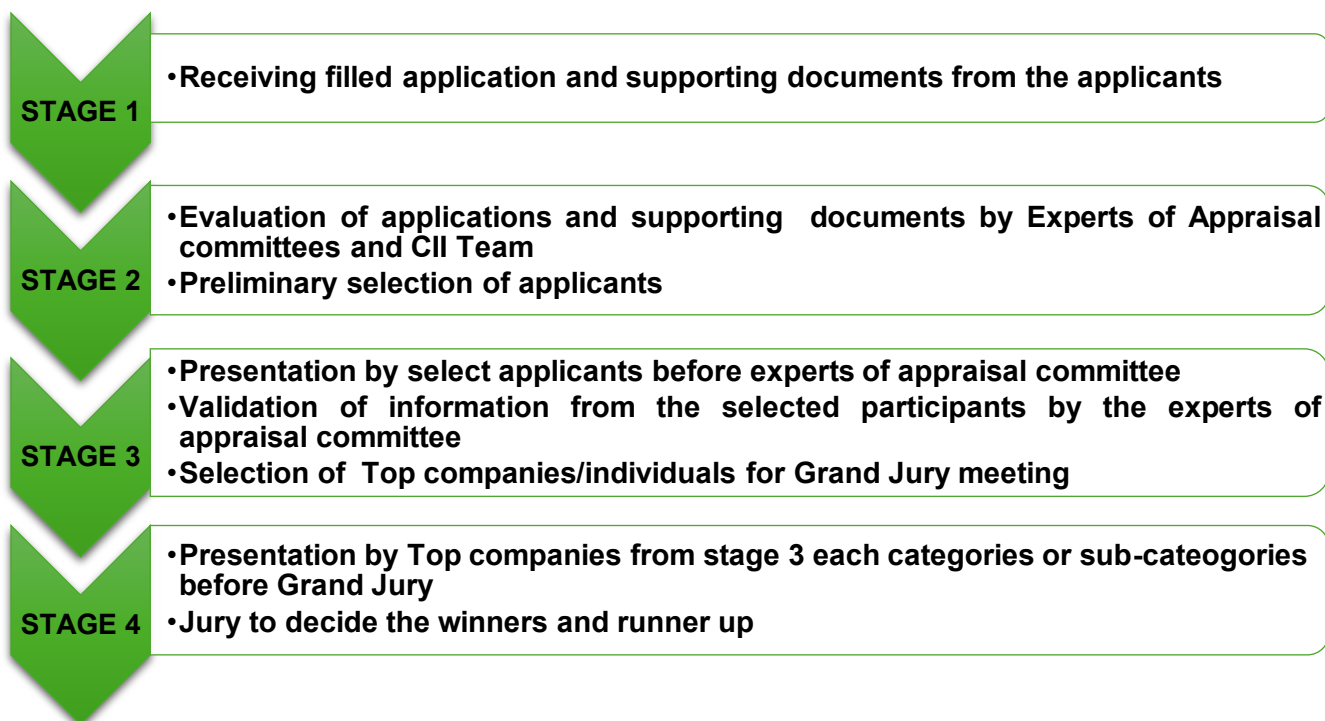 STAGE 1
•Receiving filled application and supporting documents from the applicants
STAGE 2
•Evaluation of applications and supporting documents by Experts of Appraisal
committees and CII Team
•Preliminary selection of applicants
STAGE 3
•Presentation by select applicants before experts of appraisal committee
•Validation of information from the selected participants by the experts of
appraisal committee
•Selection of Top companies/individuals for Grand Jury meeting
STAGE 4
•Presentation by Top companies from stage 3 each categories or sub-cateogories
before Grand Jury
•Jury to decide the winners and runner up